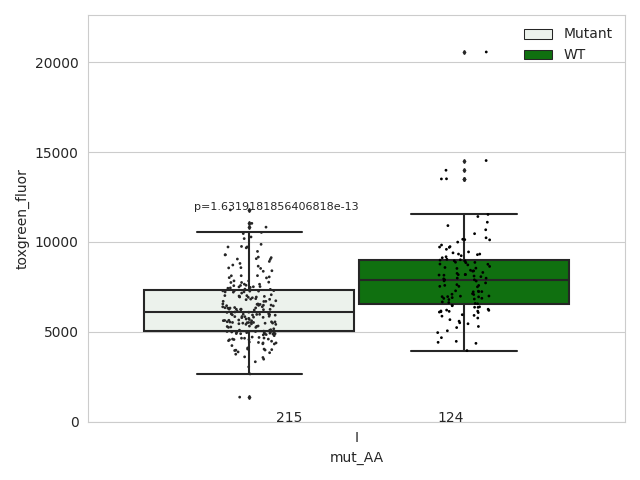 Mutant
WT
20000
15000
10000
5000
0
toxgreen_fluor
p=1.6319181856406818e-13
215
124
I
mut_AA